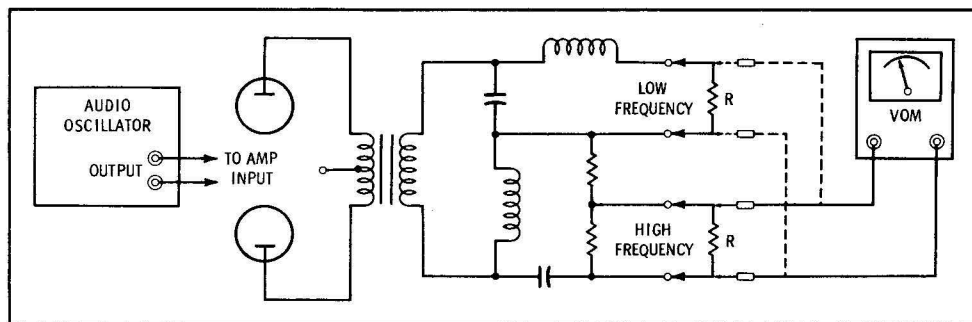 AUDIO
OSCILLATOR
OUTPUT
TO AMP
INPUT
LOW
FREQUENCY
R
HIGH
FREQUENCY
R
VOM